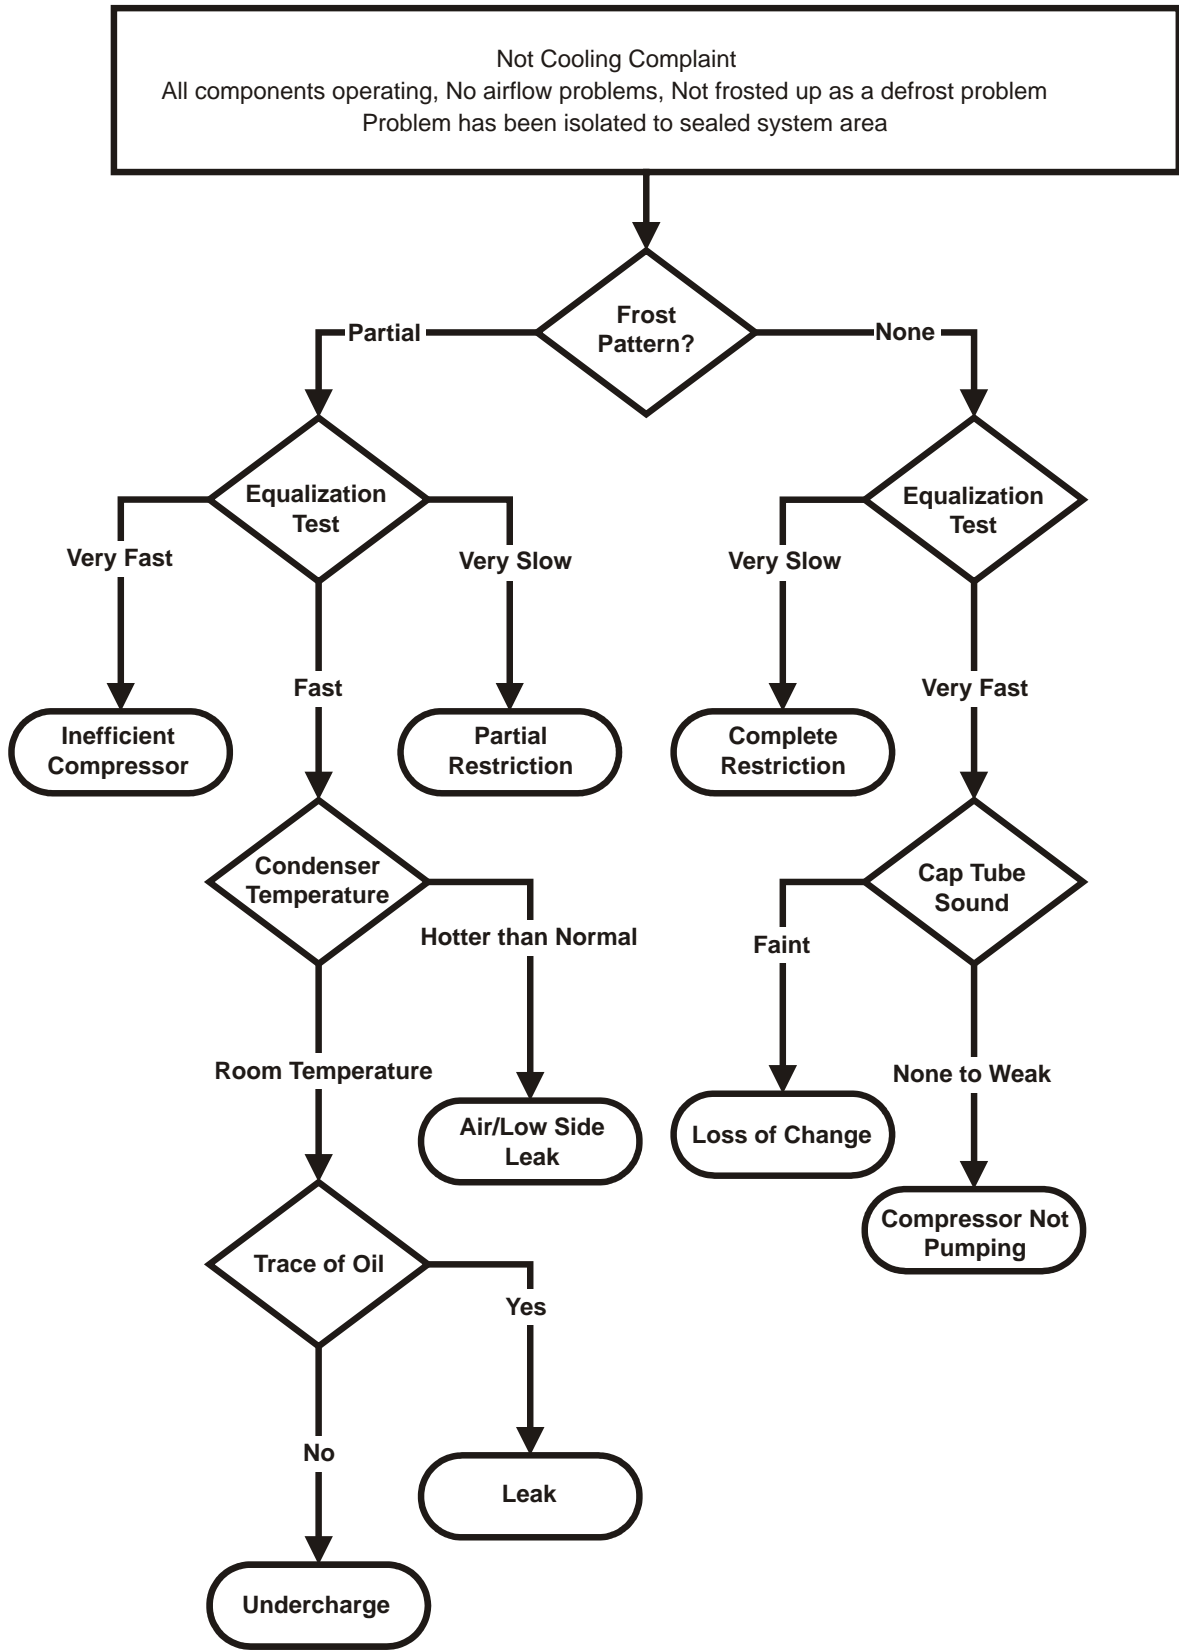 Not Cooling Complaint
All components operating, No airflow problems, Not frosted up as a defrost problem
Problem has been isolated to sealed system area
Frost
Pattern?
Partial
None
Equalization
Test
Equalization
Test
Very Fast
Very Slow
Very Slow
Fast
Very Fast
Inefficient
Compressor
Partial
Restriction
Complete
Restriction
Condenser
Temperature
Cap Tube
Sound
Hotter than Normal
Faint
Room Temperature
None to Weak
Air/Low Side
Leak
Loss of Change
Compressor Not
Pumping
Trace of Oil
Yes
No
Leak
Undercharge